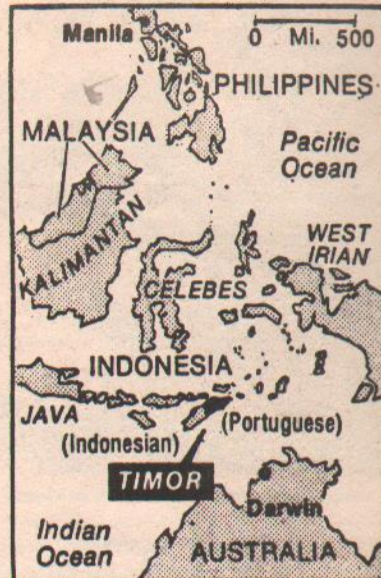 Manila
0 Mi. 500
PHILIPPINES
MALAYSIA
Pacific
Ocean
KALIMANTAN
WEST
IRIAN
CELEBES
INDONESIA
JAVA
(Indonesian)
(Portuguese)
TIMOR
Darwin
Indian
Ocean
AUSTRALIA